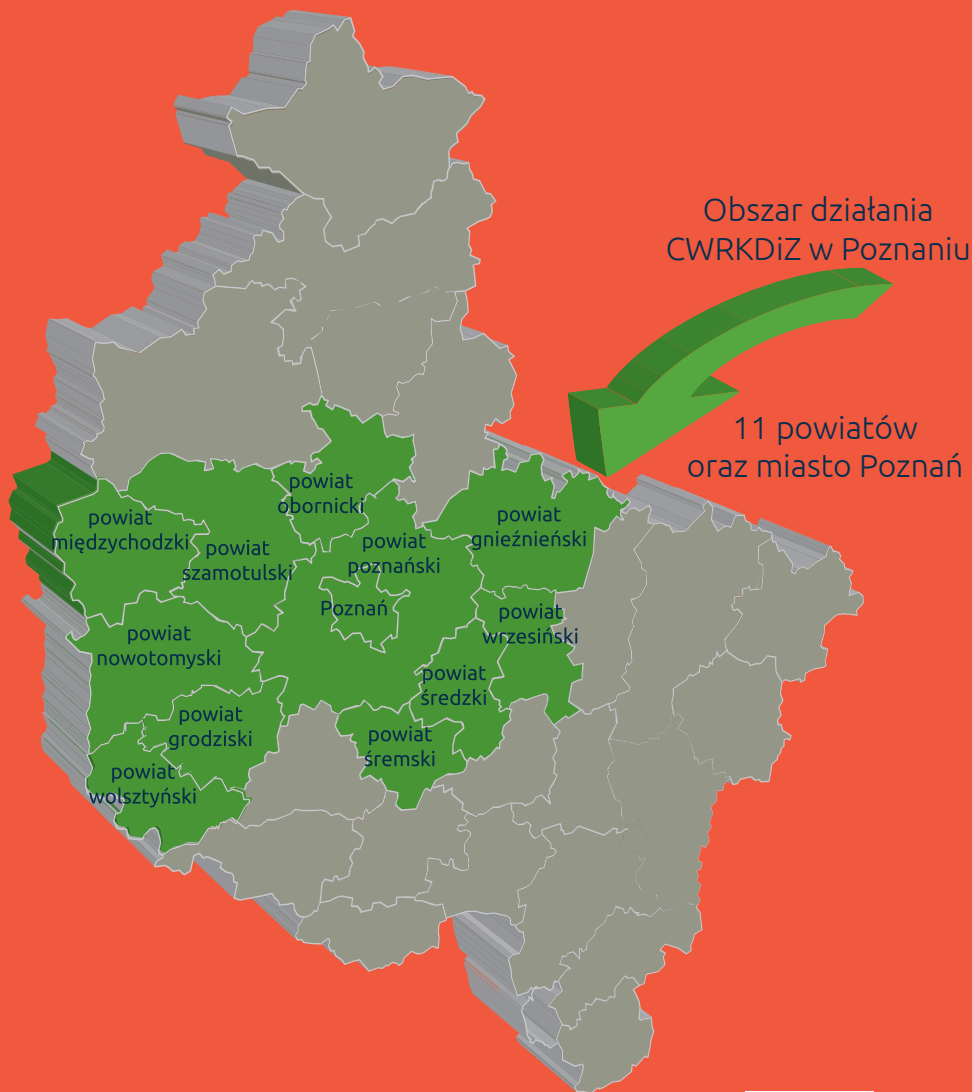 Obszar działania
CWRKDiZ w Poznaniu
11 powiatów
oraz miasto Poznań
powiat
obornicki
powiat
międzychodzki
powiat
szamotulski
powiat
poznański
powiat
gnieźnieński
Poznań
powiat
wrzesiński
powiat
nowotomyski
powiat
średzki
powiat
grodziski
powiat
śremski
powiat
wolsztyński